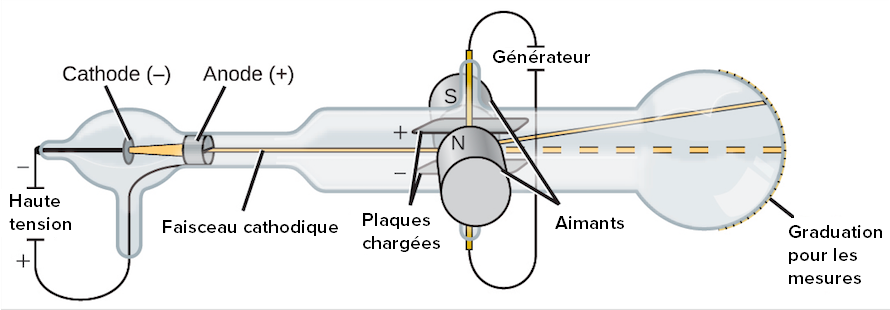 Générateur
Cathode (–)
Anode (+)
S
+
N
–
–
Haute
tension
+
Faisceau cathodique
Plaques
chargées
Aimants
Graduation
pour les
mesures